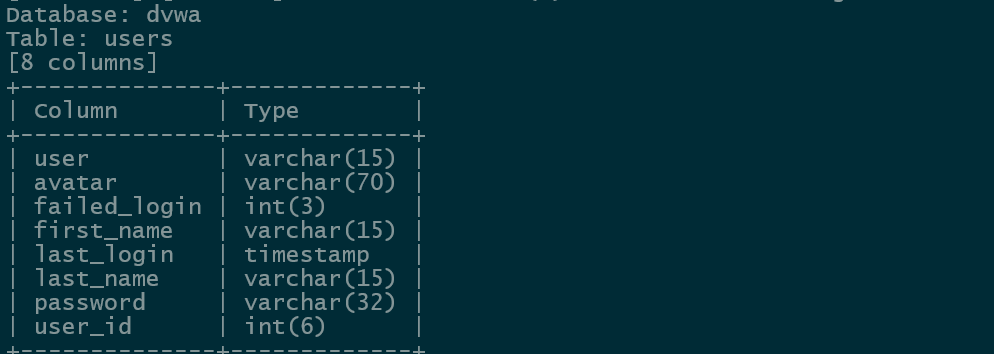 Database: dvwa
Table: users
[8 columns]
+--------------+-------------+
| Column       | Type        |
+--------------+-------------+
| user         | varchar(15) |
| avatar       | varchar(70) |
| failed_login | int(3)      |
| first_name   | varchar(15) |
| last_login   | timestamp   |
| last_name    | varchar(15) |
| password     | varchar(32) |
| user_id      | int(6)      |
+--------------+-------------+